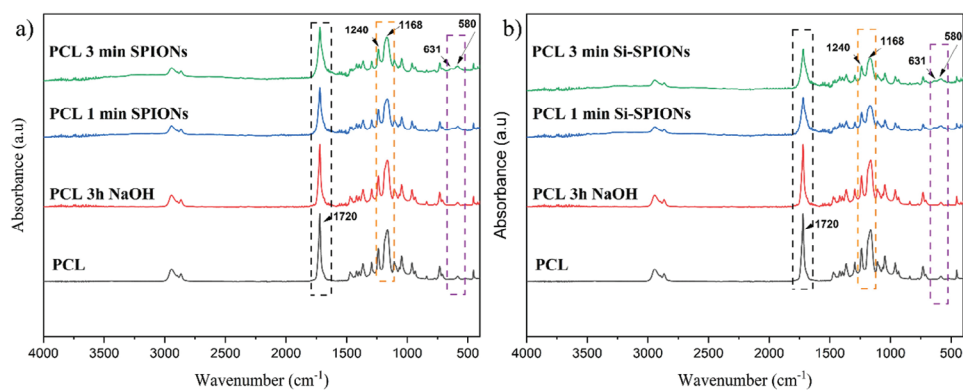 a)
1240
1168
631
580
PCL 3 min SPIONs
PCL 1 min SPIONs
PCL 3h NaOH
1720
PCL
Absorbance (a.u)
4000 3500 3000 2500 2000 1500 1000 500
Wavenumber (cm⁻¹)
b)
1240
1168
631
580
PCL 3 min Si-SPIONs
PCL 1 min Si-SPIONs
PCL 3h NaOH
1720
PCL
Absorbance (a.u)
4000 3500 3000 2500 2000 1500 1000 500
Wavenumber (cm⁻¹)